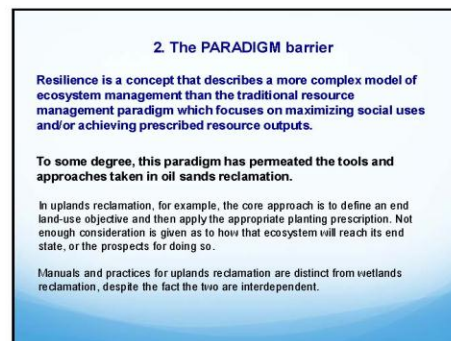 2. The PARADIGM barrier
Resilience is a concept that describes a more complex model of
ecosystem management than the traditional resource
management paradigm which focuses on maximizing social uses
and/or achieving prescribed resource outputs.
To some degree, this paradigm has permeated the tools and
approaches taken in oil sands reclamation.
In uplands reclamation, for example, the core approach is to define an end
land-use objective and then apply the appropriate planting prescription. Not
enough consideration is given as to how that ecosystem will reach its end
state, or the prospects for doing so.
Manuals and practices for uplands reclamation are distinct from wetlands
reclamation, despite the fact the two are interdependent.